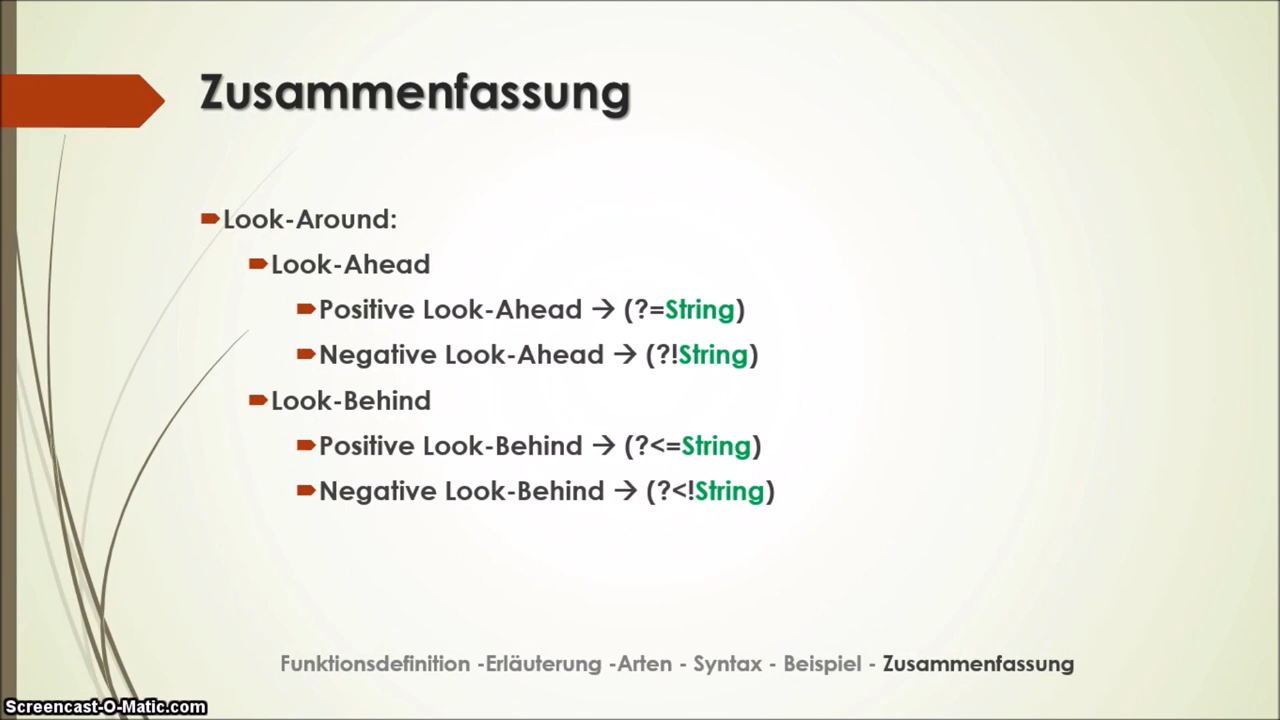 Zusammenfassung
Look-Around:
Look-Ahead
Positive Look-Ahead → (?=String)
Negative Look-Ahead → (?!String)
Look-Behind
Positive Look-Behind → (?<=String)
Negative Look-Behind → (?<!String)
Funktionsdefinition -Erläuterung -Arten - Syntax - Beispiel - Zusammenfassung
Screencast-O-Matic.com